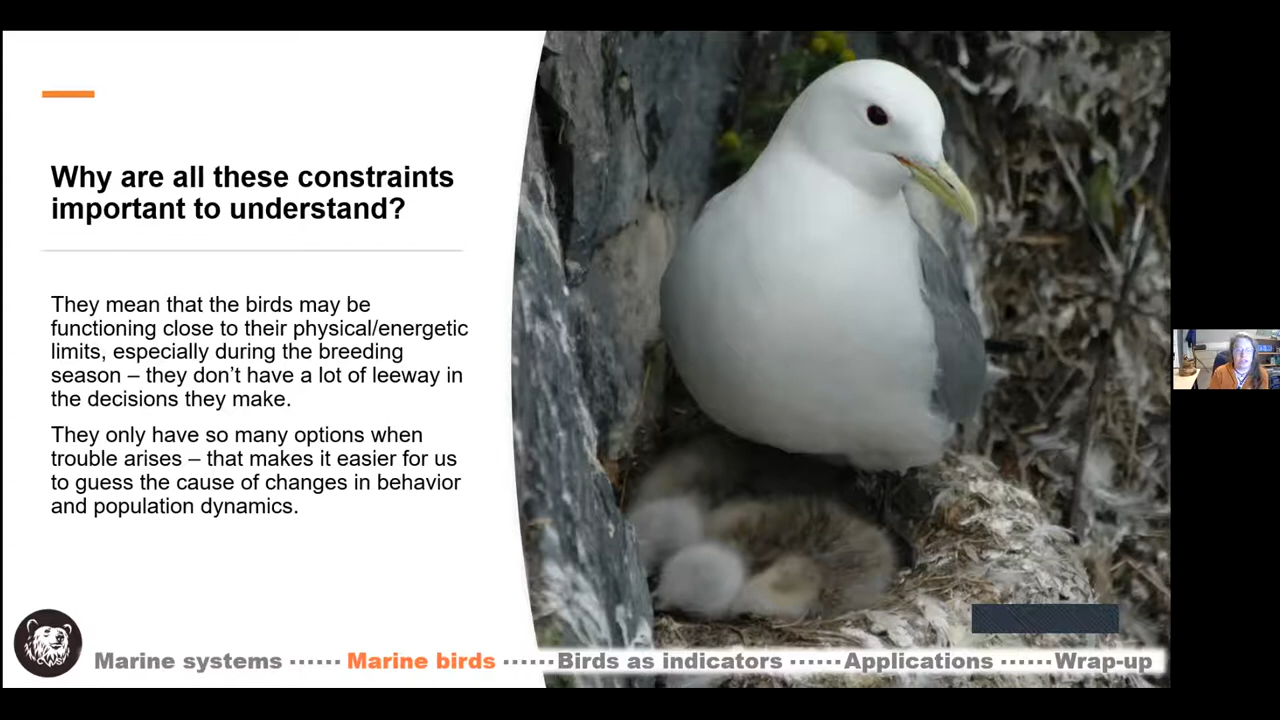 Why are all these constraints
important to understand?
They mean that the birds may be
functioning close to their physical/energetic
limits, especially during the breeding
season – they don’t have a lot of leeway in
the decisions they make.
They only have so many options when
trouble arises – that makes it easier for us
to guess the cause of changes in behavior
and population dynamics.
Marine systems ······ Marine birds ······ Birds as indicators ······ Applications ······ Wrap-up